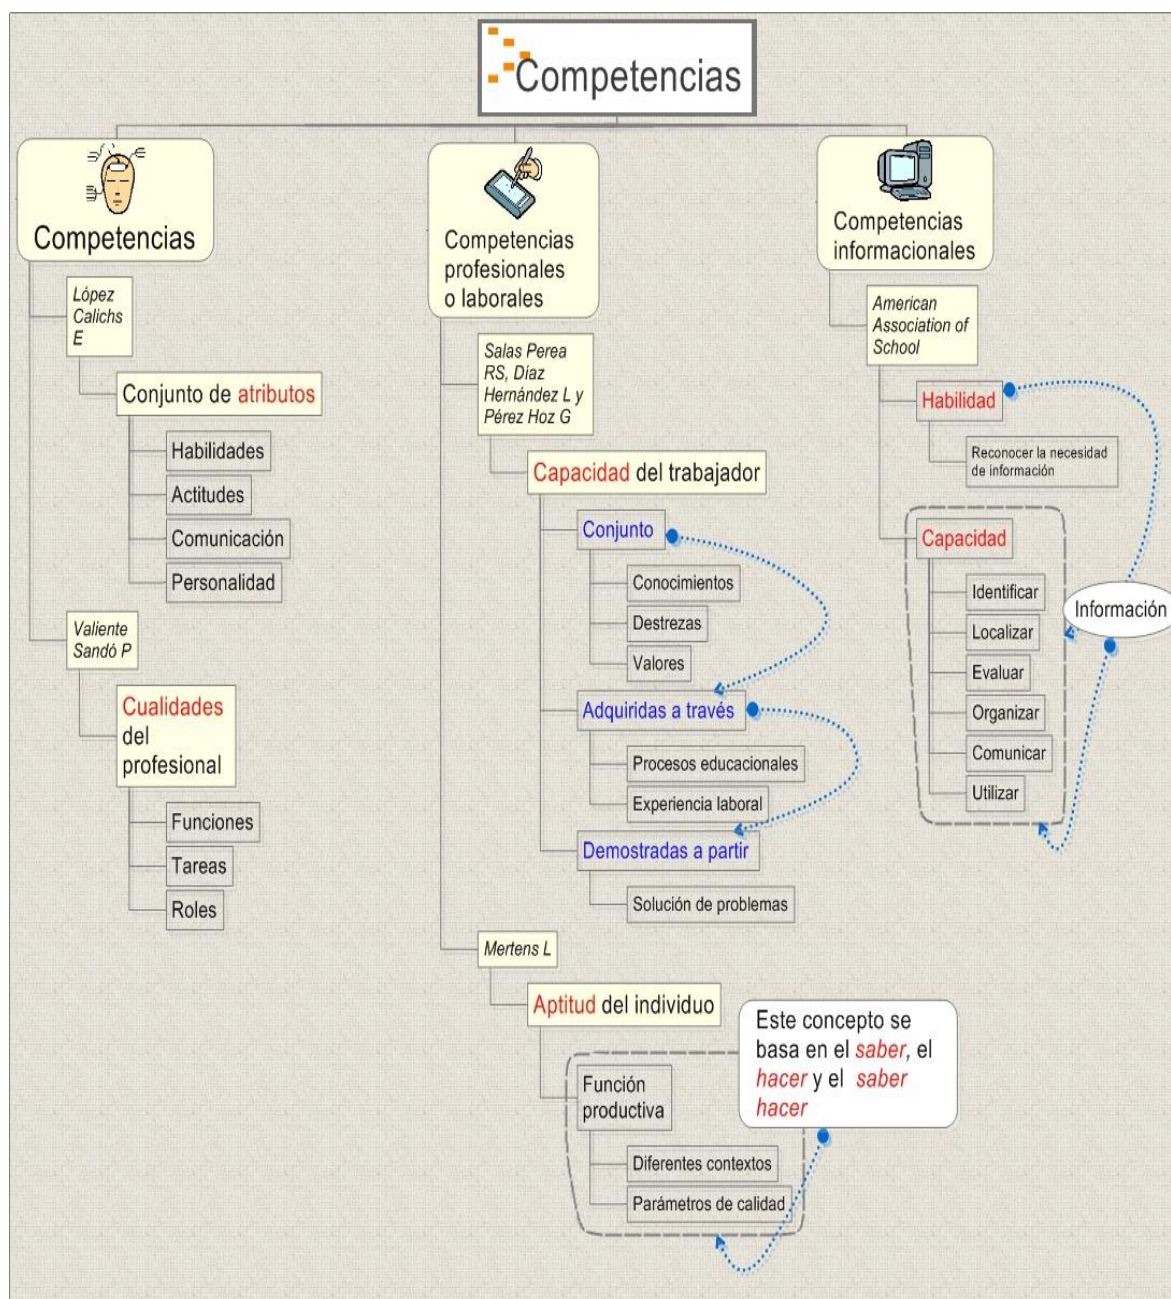 Competencias
Competencias
López
Calichs
E
Conjunto de atributos
Habilidades
Actitudes
Comunicación
Personalidad
Valiente
Sandó P
Cualidades
del
profesional
Funciones
Tareas
Roles
Competencias
profesionales
o laborales
Salas Perea
RS, Díaz
Hernández L y
Pérez Hoz G
Capacidad del trabajador
Conjunto
Conocimientos
Destrezas
Valores
Adquiridas a través
Procesos educacionales
Experiencia laboral
Demostradas a partir
Solución de problemas
Mertens L
Aptitud del individuo
Función
productiva
Diferentes contextos
Parámetros de calidad
Este concepto se
basa en el saber, el
hacer y el saber
hacer
Competencias
informacionales
American
Association of
School
Habilidad
Reconocer la necesidad
de información
Capacidad
Identificar
Localizar
Evaluar
Organizar
Comunicar
Utilizar
Información